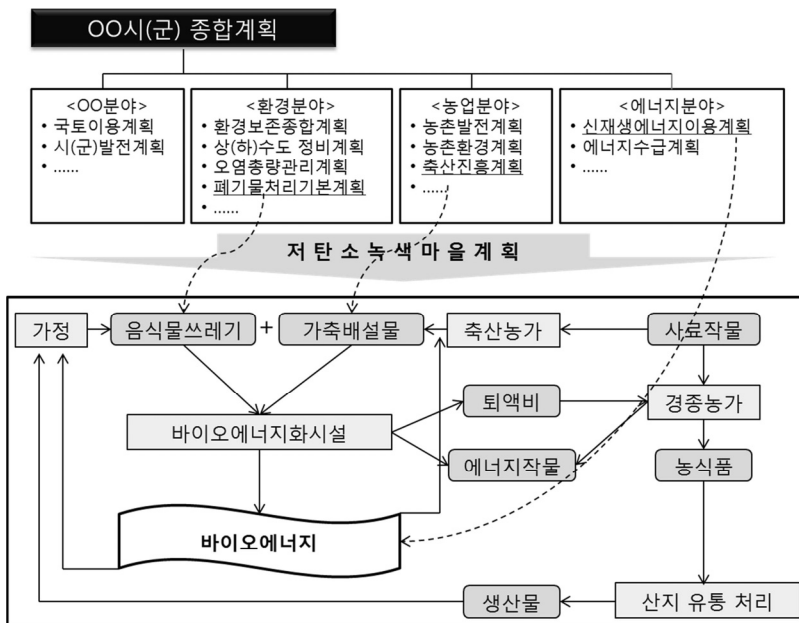 OO시(군) 종합계획
<OO분야>
• 국토이용계획
• 시(군)발전계획
• ......
<환경분야>
• 환경보존종합계획
• 상(하)수도 정비계획
• 오염총량관리계획
• 폐기물처리기본계획
• ......
<농업분야>
• 농촌발전계획
• 농촌환경계획
• 축산진흥계획
• ......
<에너지분야>
• 신재생에너지이용계획
• 에너지수급계획
• ......
저 탄 소 녹 색 마 을 계 획
가정
음식물쓰레기
+
가축배설물
축산농가
사료작물
퇴액비
경종농가
바이오에너지화시설
에너지작물
농식품
바이오에너지
생산물
산지 유통 처리